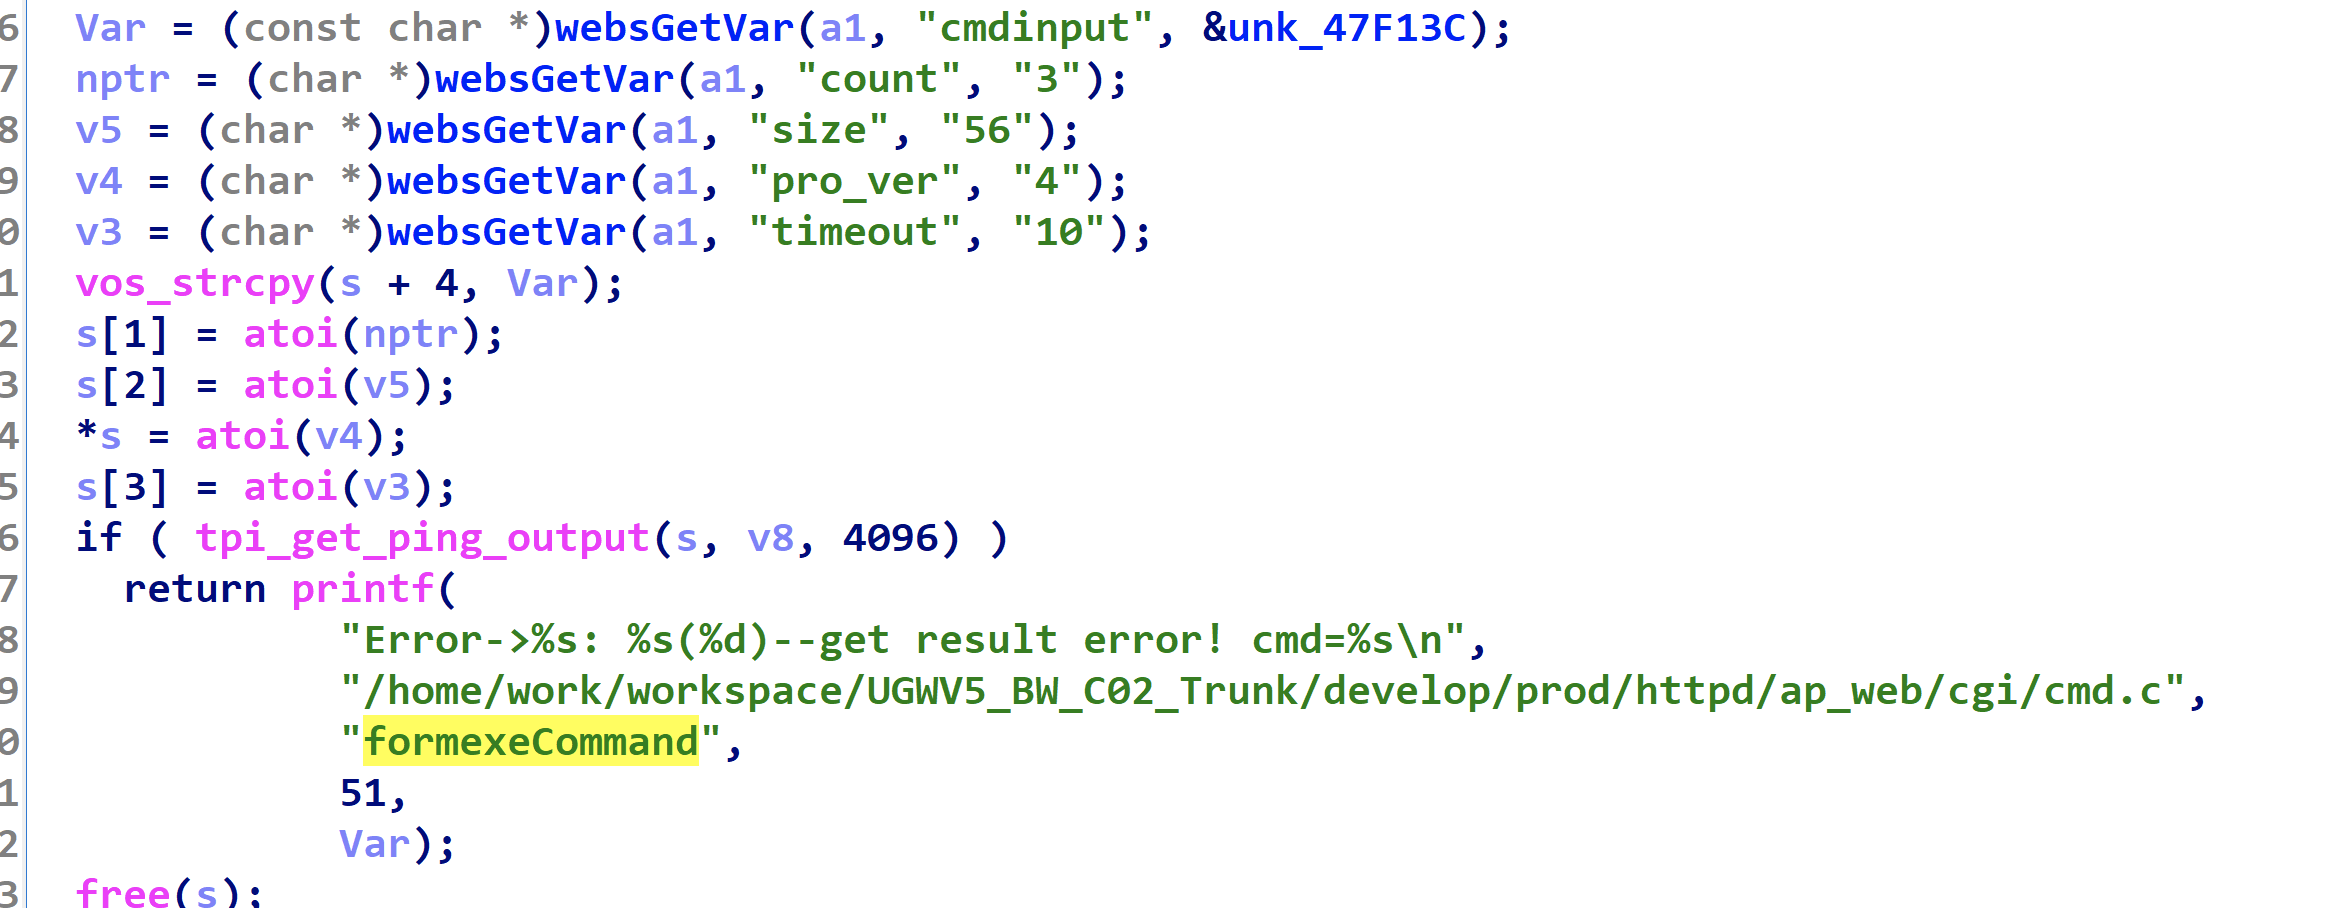 6 Var = (const char *)websGetVar(a1, "cmdinput", &unk_47F13C);
7 nptr = (char *)websGetVar(a1, "count", "3");
8 v5 = (char *)websGetVar(a1, "size", "56");
9 v4 = (char *)websGetVar(a1, "pro_ver", "4");
0 v3 = (char *)websGetVar(a1, "timeout", "10");
1 vos_strcpy(s + 4, Var);
2 s[1] = atoi(nptr);
3 s[2] = atoi(v5);
4 *s = atoi(v4);
5 s[3] = atoi(v3);
6 if ( tpi_get_ping_output(s, v8, 4096) )
7 return printf(
8 "Error->%s: %s(%d)--get result error! cmd=%s\n",
9 "/home/work/workspace/UGWV5_BW_C02_Trunk/develop/prod/httpd/ap_web/cgi/cmd.c",
0 "formexeCommand",
1 51,
2 Var);
3 free(s);